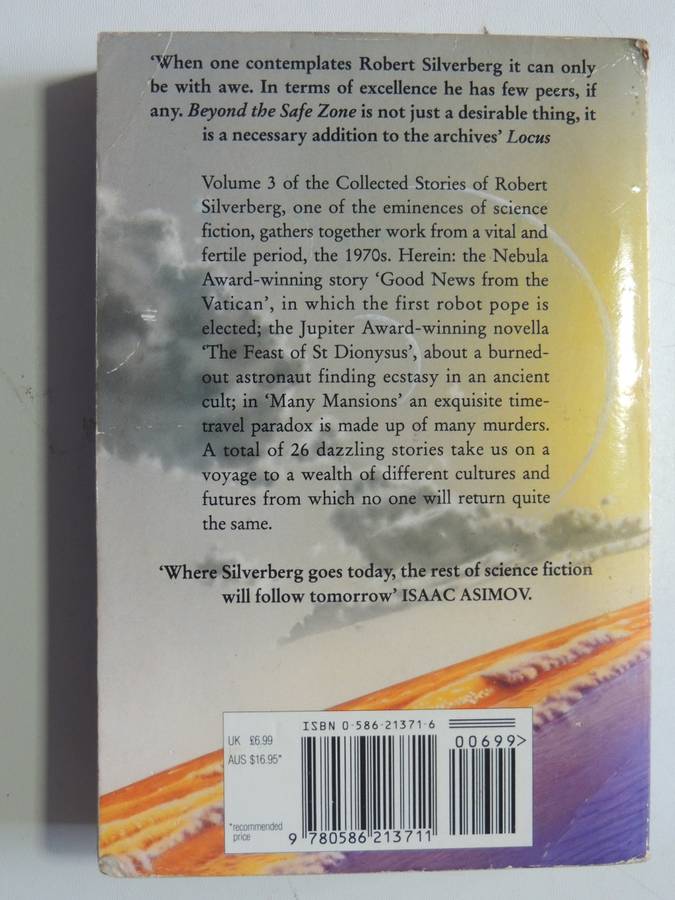 ‘When one contemplates Robert Silverberg it can only
be with awe. In terms of excellence he has few peers, if
any. Beyond the Safe Zone is not just a desirable thing, it
is a necessary addition to the archives’ Locus
Volume 3 of the Collected Stories of Robert
Silverberg, one of the eminences of science
fiction, gathers together work from a vital and
fertile period, the 1970s. Herein: the Nebula
Award-winning story ‘Good News from the
Vatican’, in which the first robot pope is
elected; the Jupiter Award-winning novella
‘The Feast of St Dionysus’, about a burned-
out astronaut finding ecstasy in an ancient
cult; in ‘Many Mansions’ an exquisite time-
travel paradox is made up of many murders.
A total of 26 dazzling stories take us on a
voyage to a wealth of different cultures and
futures from which no one will return quite
the same.
‘Where Silverberg goes today, the rest of science fiction
will follow tomorrow’ ISAAC ASIMOV.
ISBN 0-586-21371-6
UK £6.99
AUS $16.95*
*recommended
price
00699>
9 780586 213711